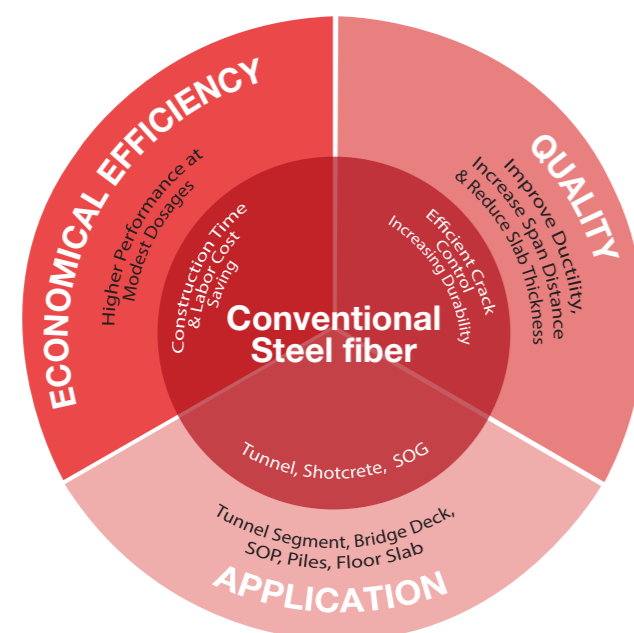 ECONOMICAL EFFICIENCY
Higher Performance at
Modest Dosages
Construction Time
& Labor Cost
Saving
QUALITY
Improve Ductility,
Increase Span Distance
& Reduce Slab Thickness
Efficient Crack
Control
Increasing Durability
Conventional
Steel fiber
Tunnel, Shotcrete, SOG
Tunnel Segment, Bridge Deck,
SOP, Piles, Floor Slab
APPLICATION